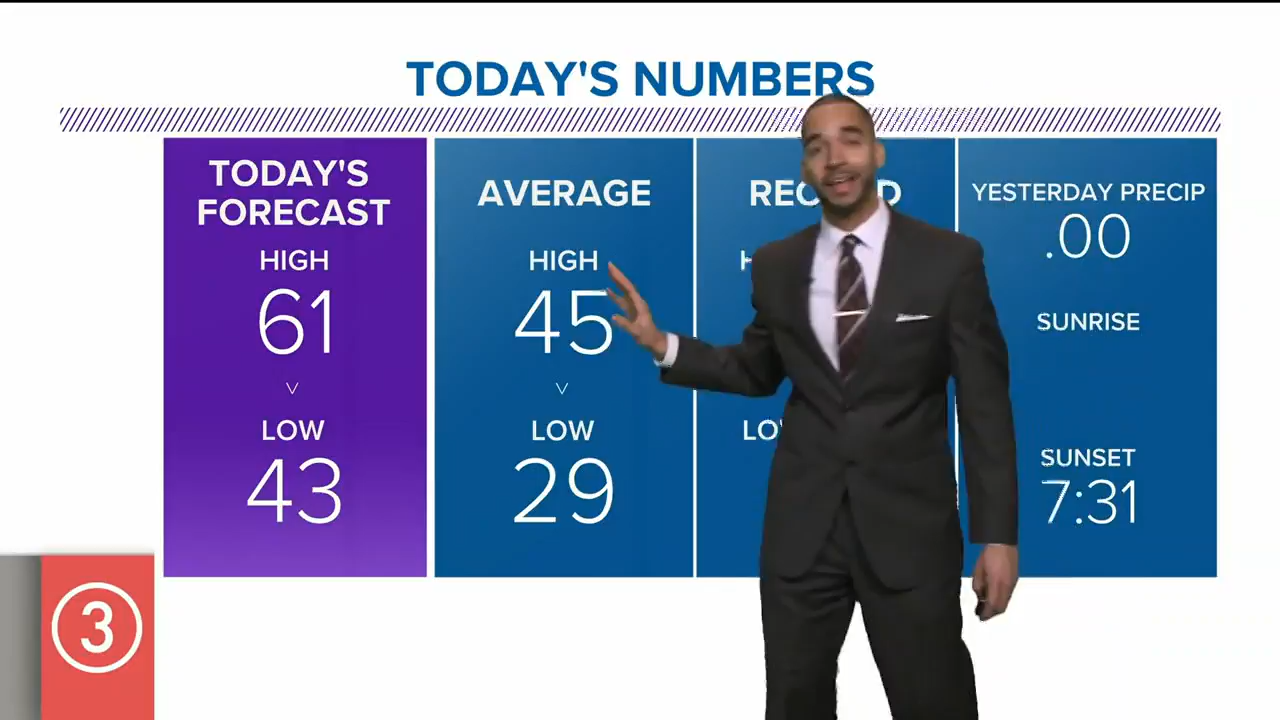 TODAY'S NUMBERS
TODAY'S
FORECAST
HIGH
61
LOW
43
AVERAGE
HIGH
45
LOW
29
YESTERDAY PRECIP
.00
SUNRISE
SUNSET
7:31
3